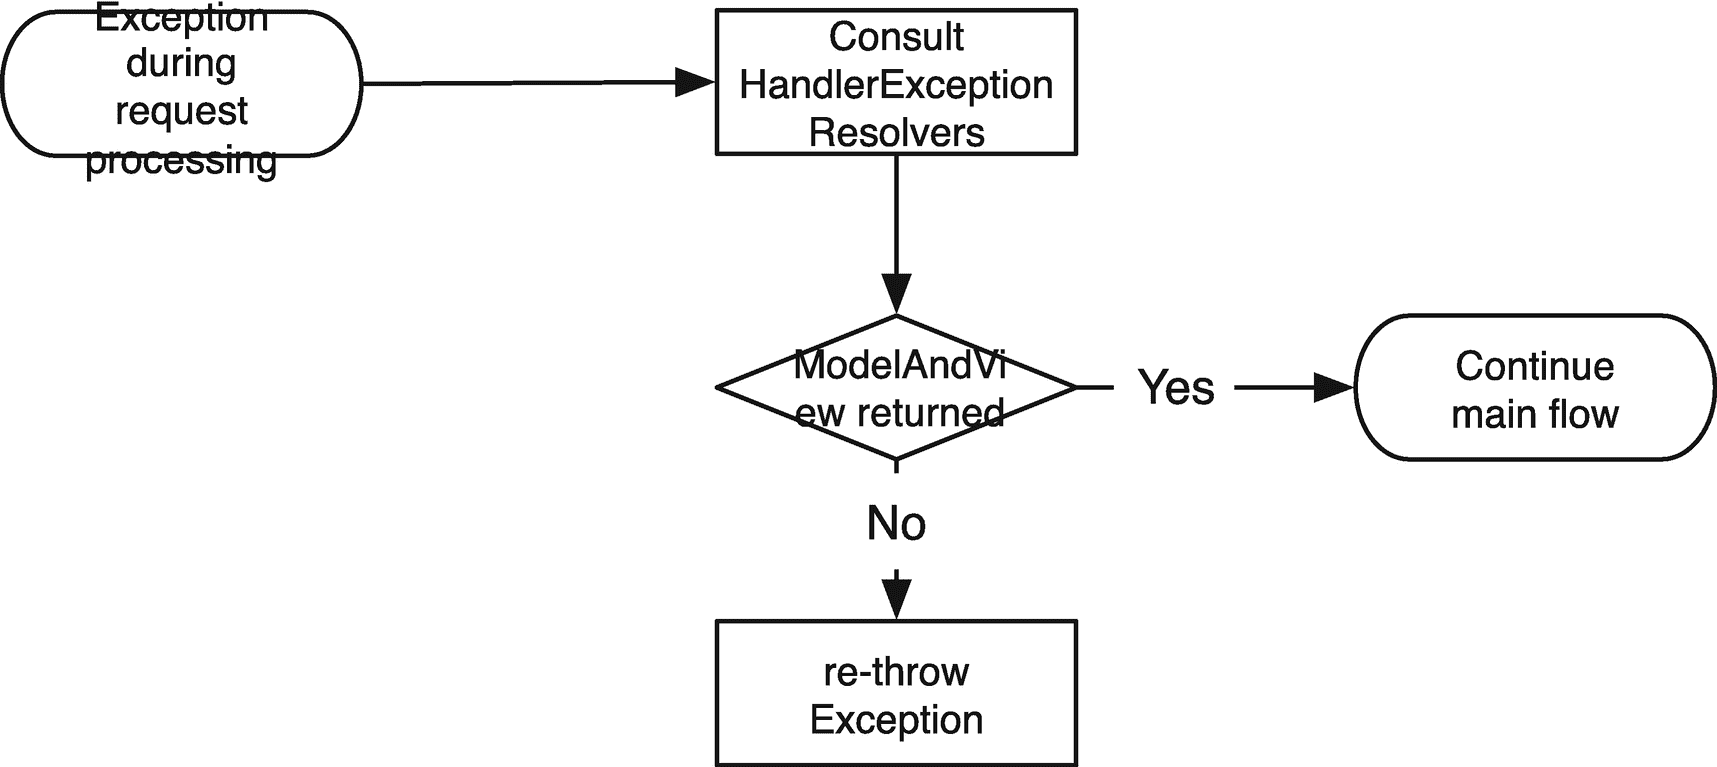 Exception
during
request
processing
Consult
HandlerException
Resolvers
ModelAndVi
ew returned
Yes
Continue
main flow
No
re-throw
Exception